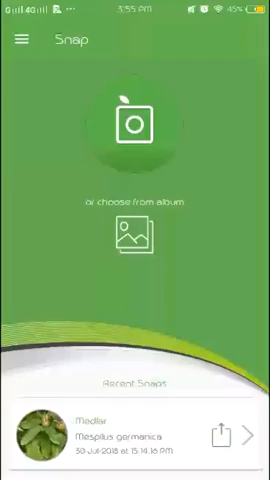 4G 3:55 PM 45%
Snap
or choose from album
Recent Snaps
Medlar
Mespilus germanica
30-Jul-2018 at 15:14:16 PM